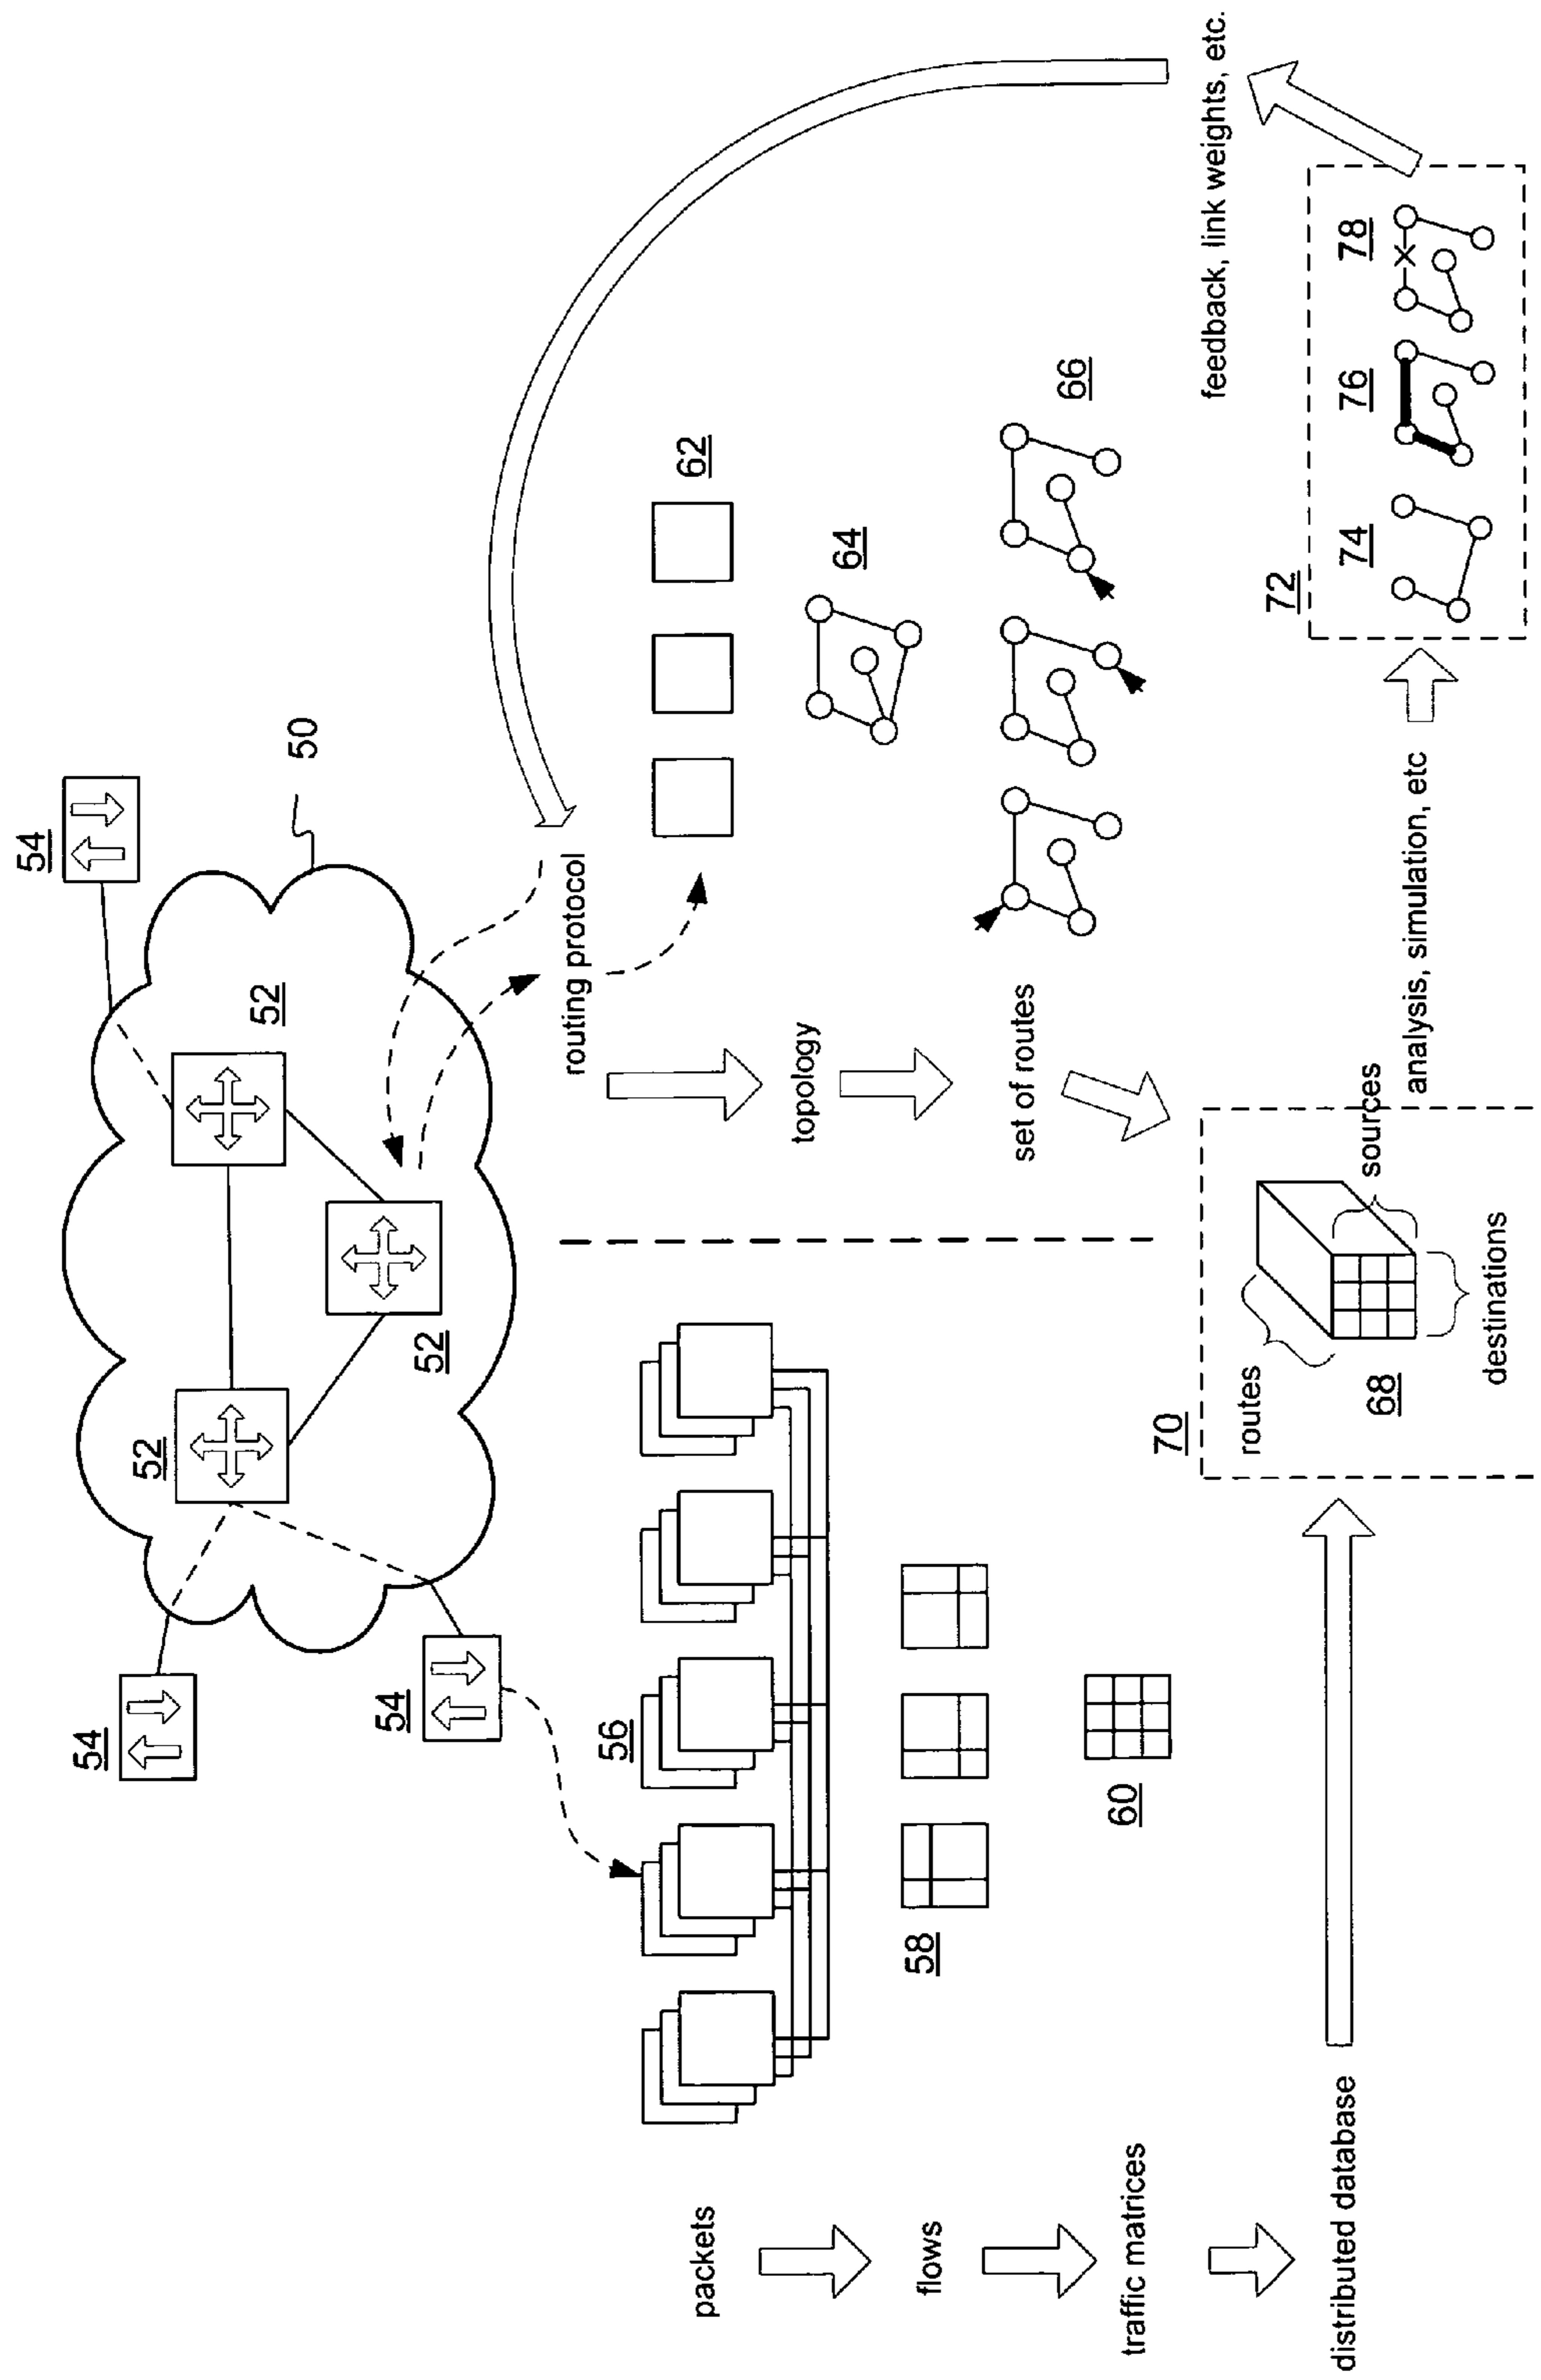 54
50
52
52
52
54
54
routing protocol
62
56
packets
64
topology
58
flows
66
set of routes
60
traffic matrices
70
routes
68
sources
destinations
distributed database
analysis, simulation, etc
72
74
76
78
feedback, link weights, etc.